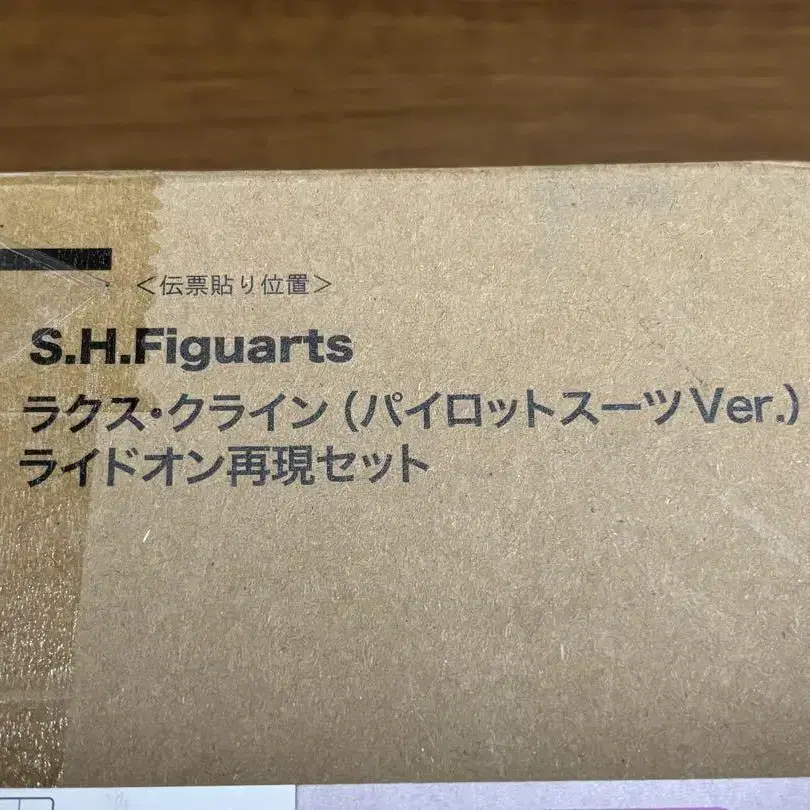 ＜伝票貼り位置＞
S.H.Figuarts
ラクス・クライン（パイロットスーツVer.）
ライドオン再現セット